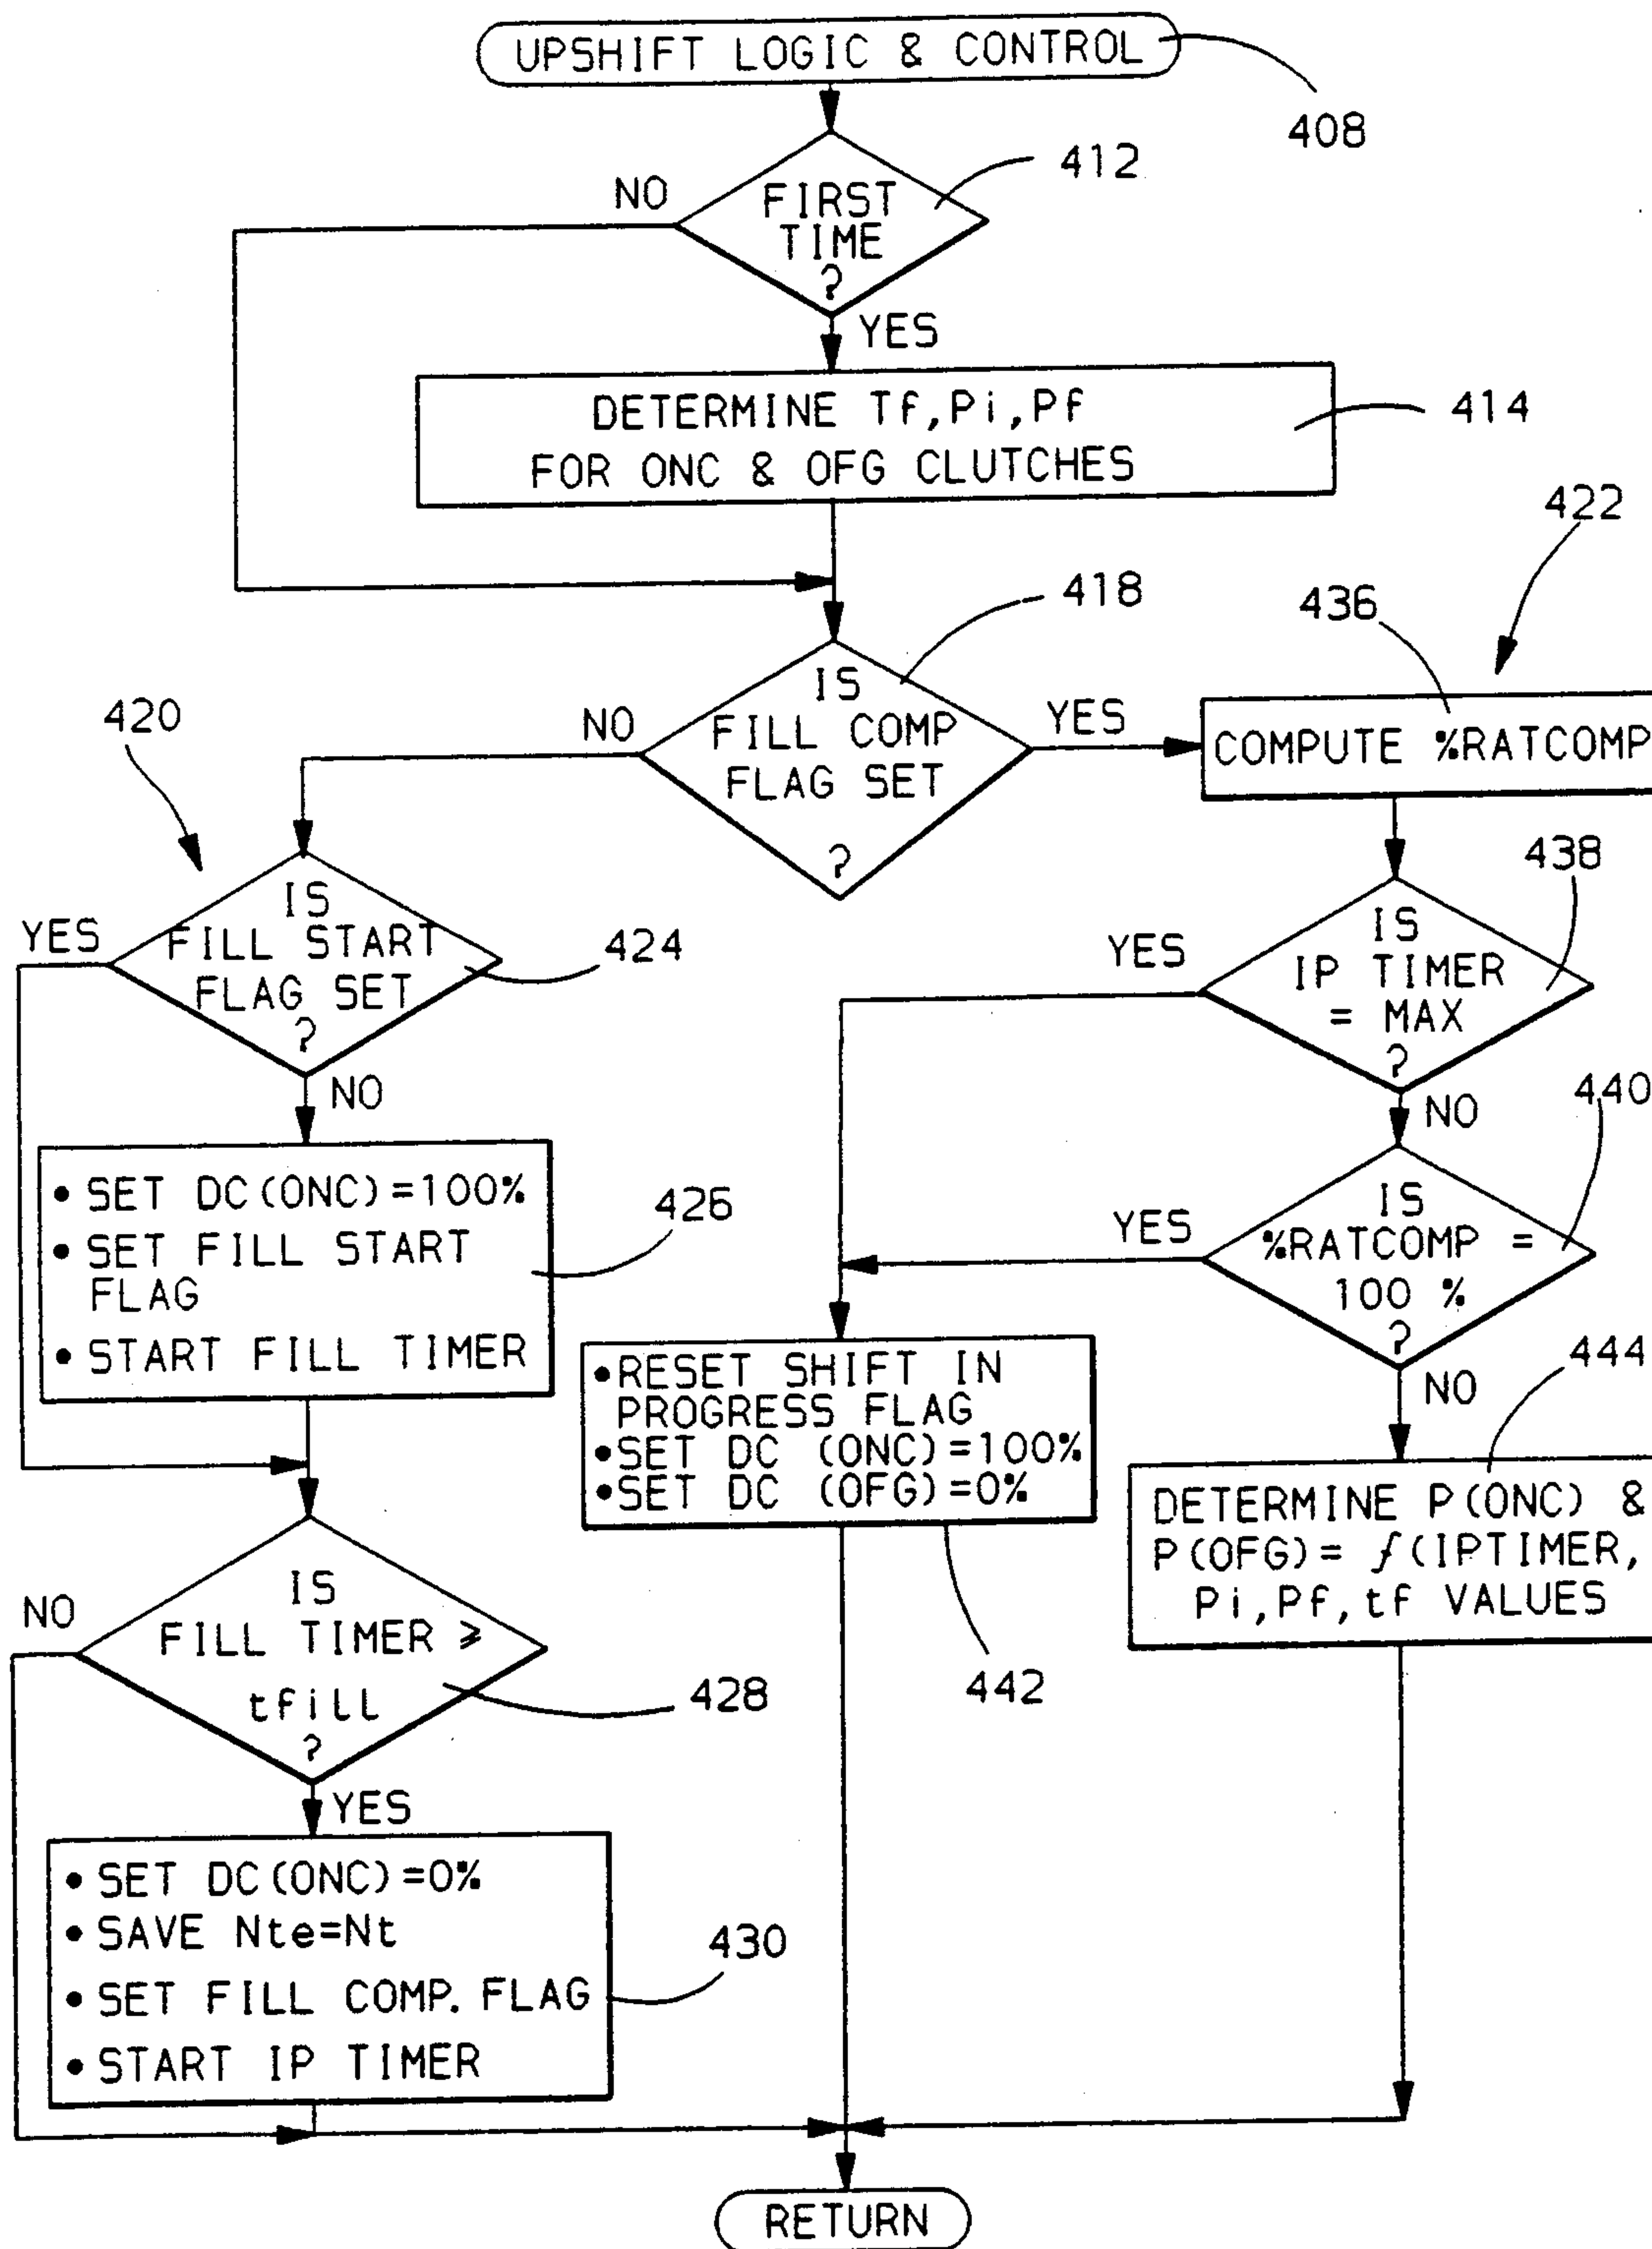 UPSHIFT LOGIC & CONTROL
408
412
NO
FIRST
TIME
?
YES
DETERMINE Tf,Pi,Pf
FOR ONC & OFG CLUTCHES
414
422
418
436
IS
FILL COMP
FLAG SET
?
NO
YES
COMPUTE %RATCOMP
420
438
IS
FILL START
FLAG SET
?
YES
424
NO
IS
IP TIMER
= MAX
?
YES
NO
440
• SET DC(ONC)=100%
• SET FILL START
FLAG
• START FILL TIMER
426
IS
%RATCOMP =
100 %
?
YES
NO
444
•RESET SHIFT IN
PROGRESS FLAG
•SET DC (ONC)=100%
•SET DC (OFG)=0%
442
DETERMINE P(ONC) &
P(OFG)= ƒ(IPTIMER,
Pi,Pf,tf VALUES
IS
FILL TIMER ≥
tfill
?
NO
428
YES
• SET DC(ONC)=0%
• SAVE Nte=Nt
• SET FILL COMP. FLAG
• START IP TIMER
430
RETURN